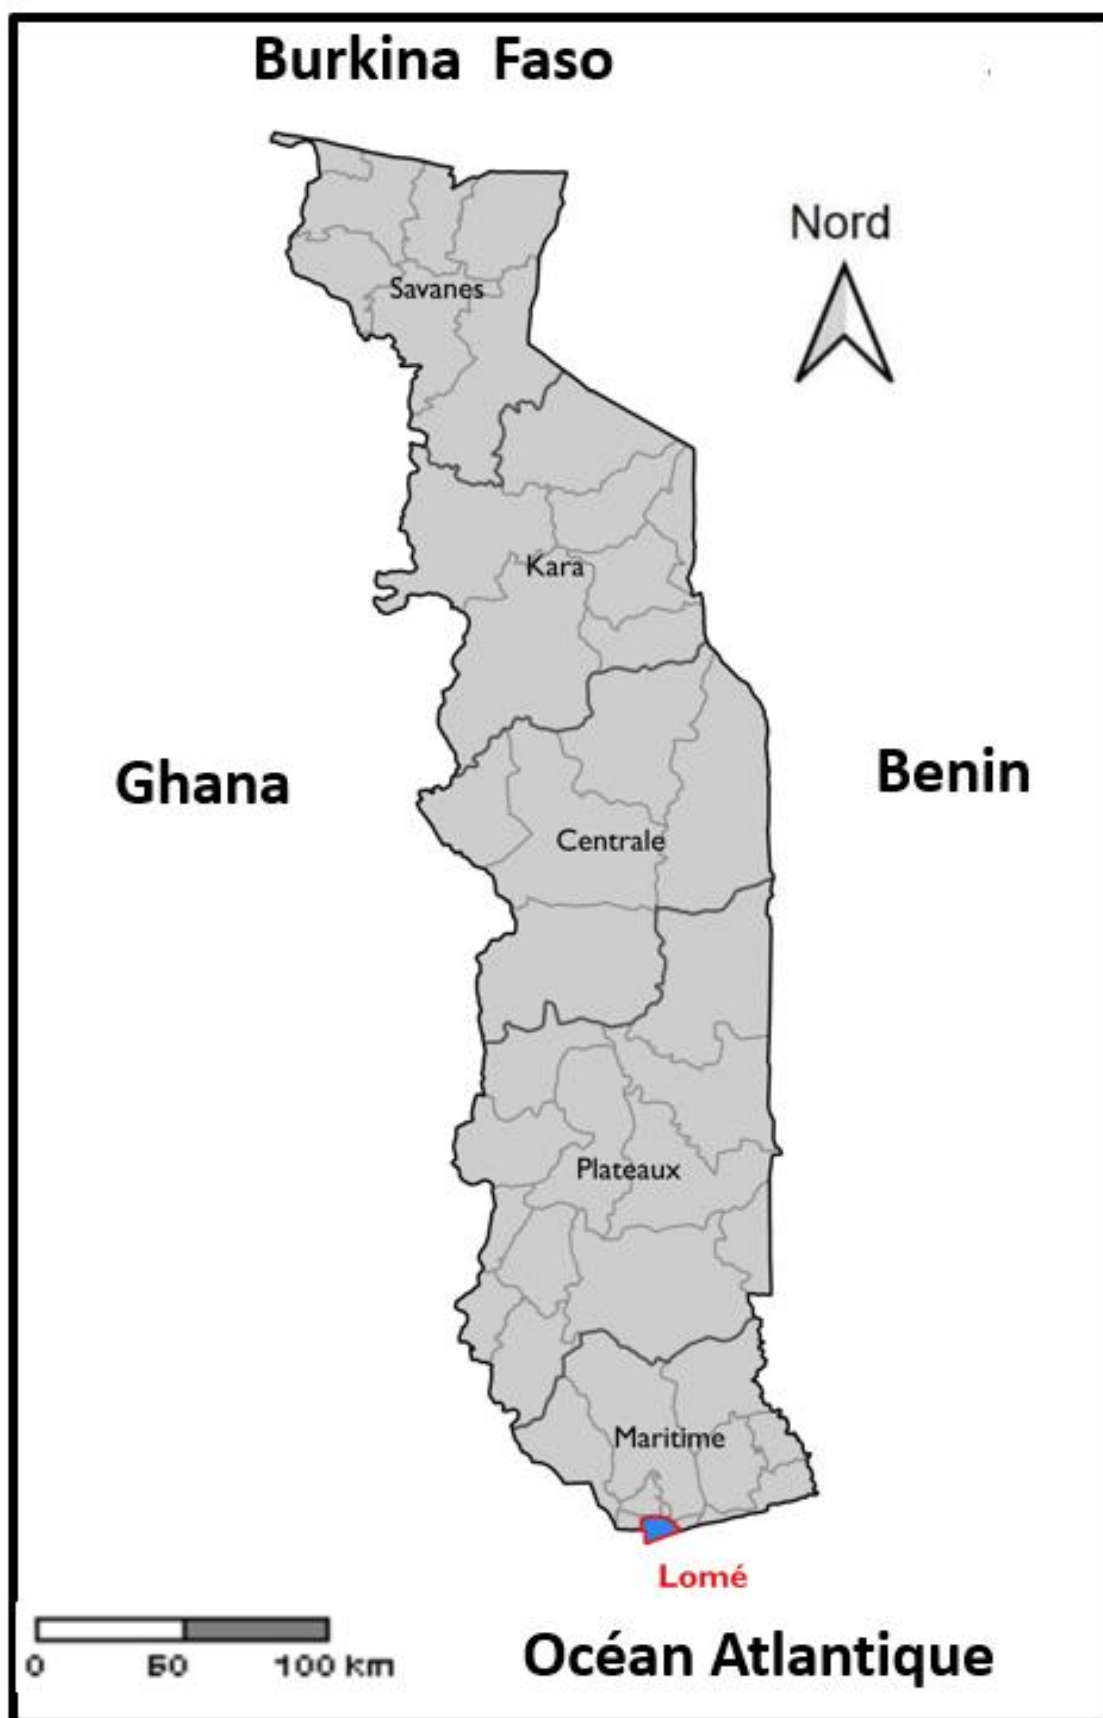 Burkina Faso
Nord
Savanes
Kara
Ghana
Benin
Centrale
Plateaux
Maritime
Lomé
0 50 100 km
Océan Atlantique